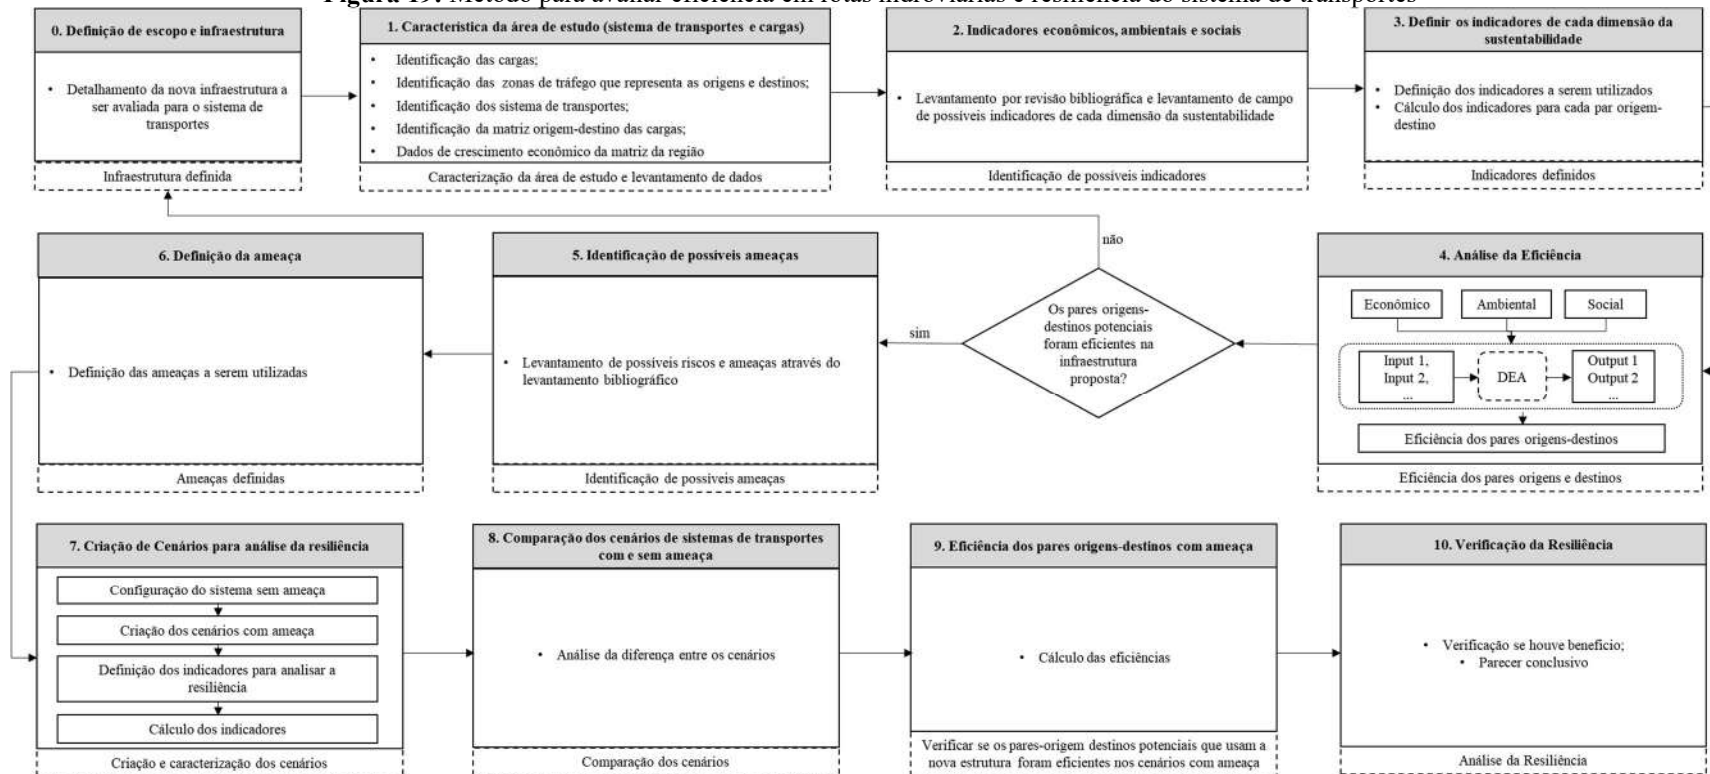 Figura 19: Método para avaliar eficiência em rotas hidroviárias e resiliência do sistema de transportes
0. Definição de escopo e infraestrutura
• Detalhamento da nova infraestrutura a
ser avaliada para o sistema de
transportes
Infraestrutura definida
1. Característica da área de estudo (sistema de transportes e cargas)
• Identificação das cargas;
• Identificação das zonas de tráfego que representa as origens e destinos;
• Identificação dos sistema de transportes;
• Identificação da matriz origem-destino das cargas;
• Dados de crescimento econômico da matriz da região
Caracterização da área de estudo e levantamento de dados
2. Indicadores econômicos, ambientais e sociais
• Levantamento por revisão bibliográfica e levantamento de campo
de possíveis indicadores de cada dimensão da sustentabilidade
Identificação de possíveis indicadores
3. Definir os indicadores de cada dimensão da
sustentabilidade
• Definição dos indicadores a serem utilizados
• Cálculo dos indicadores para cada par origem-
destino
Indicadores definidos
4. Análise da Eficiência
Econômico
Ambiental
Social
Input 1,
Input 2,
...
DEA
Output 1
Output 2
...
Eficiência dos pares origens-destinos
Eficiência dos pares origens e destinos
não
Os pares origens-
destinos potenciais
foram eficientes na
infraestrutura
proposta?
sim
5. Identificação de possíveis ameaças
• Levantamento de possíveis riscos e ameaças através do
levantamento bibliográfico
Identificação de possíveis ameaças
6. Definição da ameaça
• Definição das ameaças a serem utilizadas
Ameaças definidas
7. Criação de Cenários para análise da resiliência
Configuração do sistema sem ameaça
Criação dos cenários com ameaça
Definição dos indicadores para analisar a
resiliência
Cálculo dos indicadores
Criação e caracterização dos cenários
8. Comparação dos cenários de sistemas de transportes
com e sem ameaça
• Análise da diferença entre os cenários
Comparação dos cenários
9. Eficiência dos pares origens-destinos com ameaça
• Cálculo das eficiências
Verificar se os pares-origem destinos potenciais que usam a
nova estrutura foram eficientes nos cenários com ameaça
10. Verificação da Resiliência
• Verificação se houve benefício;
• Parecer conclusivo
Análise da Resiliência